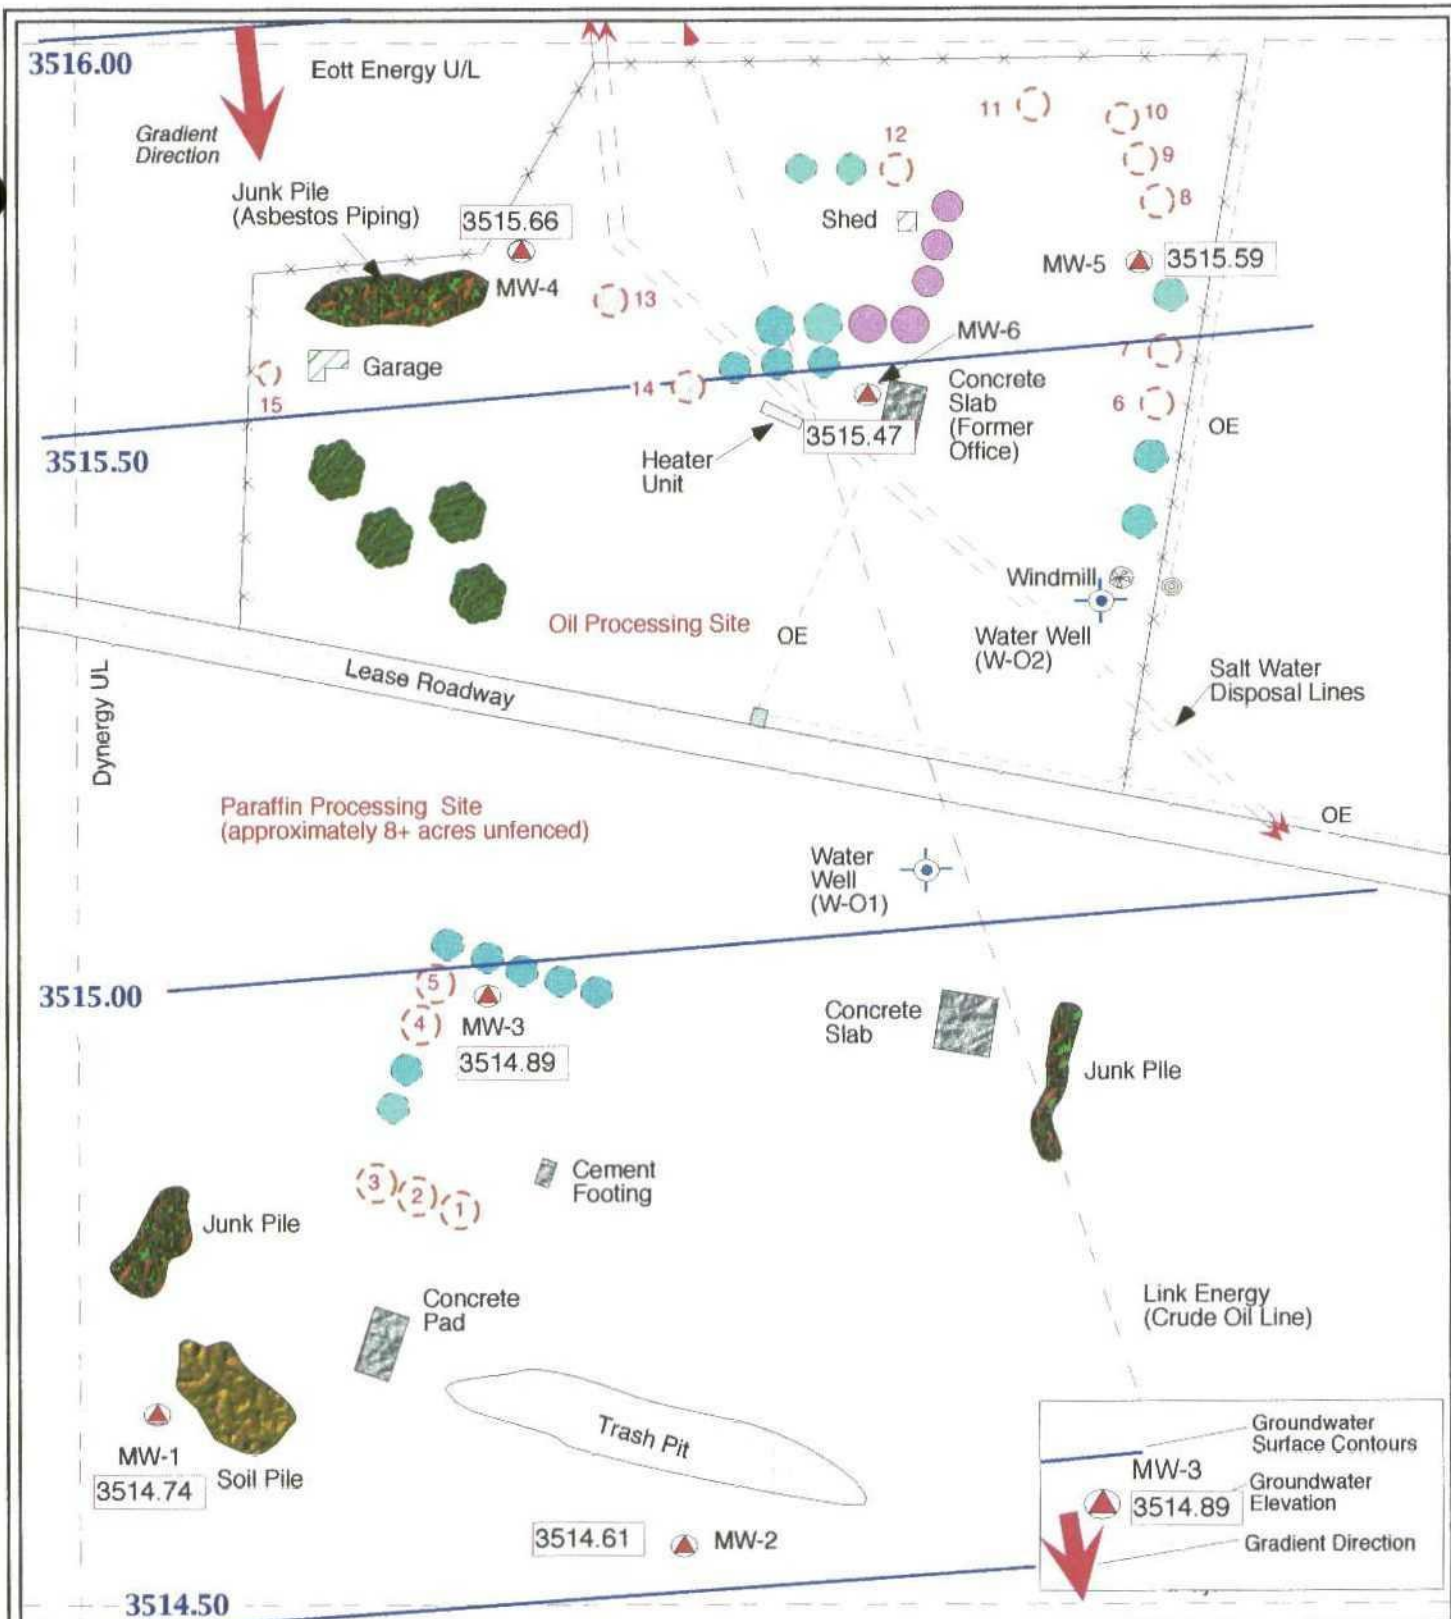 3516.00
Eott Energy U/L
Gradient
Direction
Junk Pile
(Asbestos Piping)
3515.66
MW-4
11
10
12
9
8
Shed
MW-5
3515.59
13
MW-6
7
Garage
15
14
Concrete
Slab
(Former
Office)
6
OE
3515.47
3515.50
Heater
Unit
Windmill
Water Well
(W-O2)
Oil Processing Site
OE
Lease Roadway
Salt Water
Disposal Lines
Dynergy UL
Paraffin Processing Site
(approximately 8+ acres unfenced)
OE
Water
Well
(W-O1)
3515.00
5
4
MW-3
3514.89
Concrete
Slab
Junk Pile
3
2
1
Cement
Footing
Junk Pile
Concrete
Pad
Link Energy
(Crude Oil Line)
Trash Pit
MW-1
3514.74
Soil Pile
3514.61
MW-2
3514.50
Groundwater
Surface Contours
MW-3
3514.89
Groundwater
Elevation
Gradient Direction